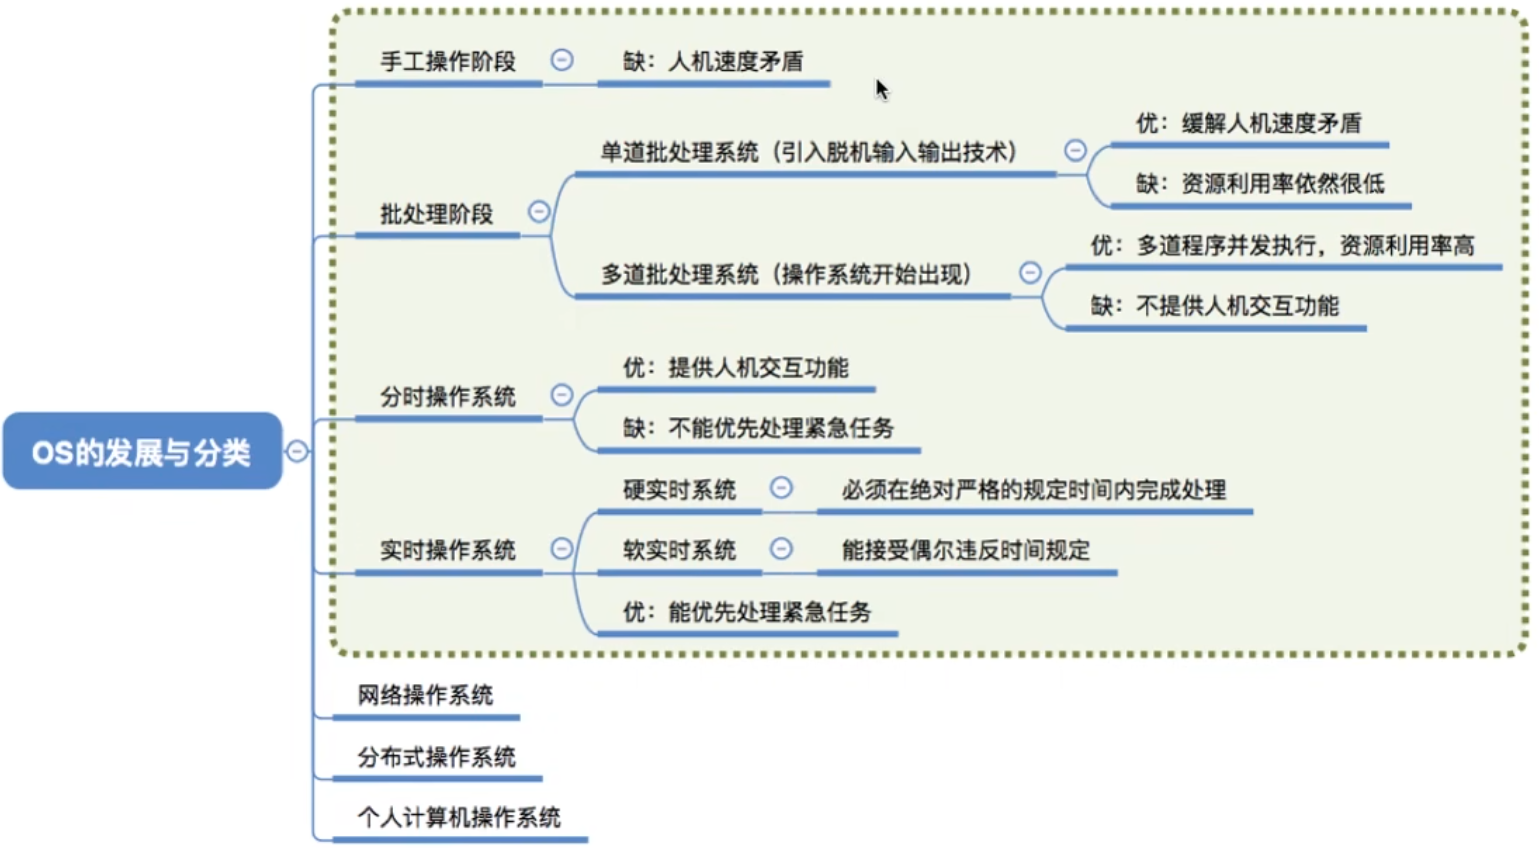 手工操作阶段
缺：人机速度矛盾
批处理阶段
单道批处理系统（引入脱机输入输出技术）
优：缓解人机速度矛盾
缺：资源利用率依然很低
多道批处理系统（操作系统开始出现）
优：多道程序并发执行，资源利用率高
缺：不提供人机交互功能
OS的发展与分类
分时操作系统
优：提供人机交互功能
缺：不能优先处理紧急任务
实时操作系统
硬实时系统
必须在绝对严格的规定时间内完成处理
软实时系统
能接受偶尔违反时间规定
优：能优先处理紧急任务
网络操作系统
分布式操作系统
个人计算机操作系统